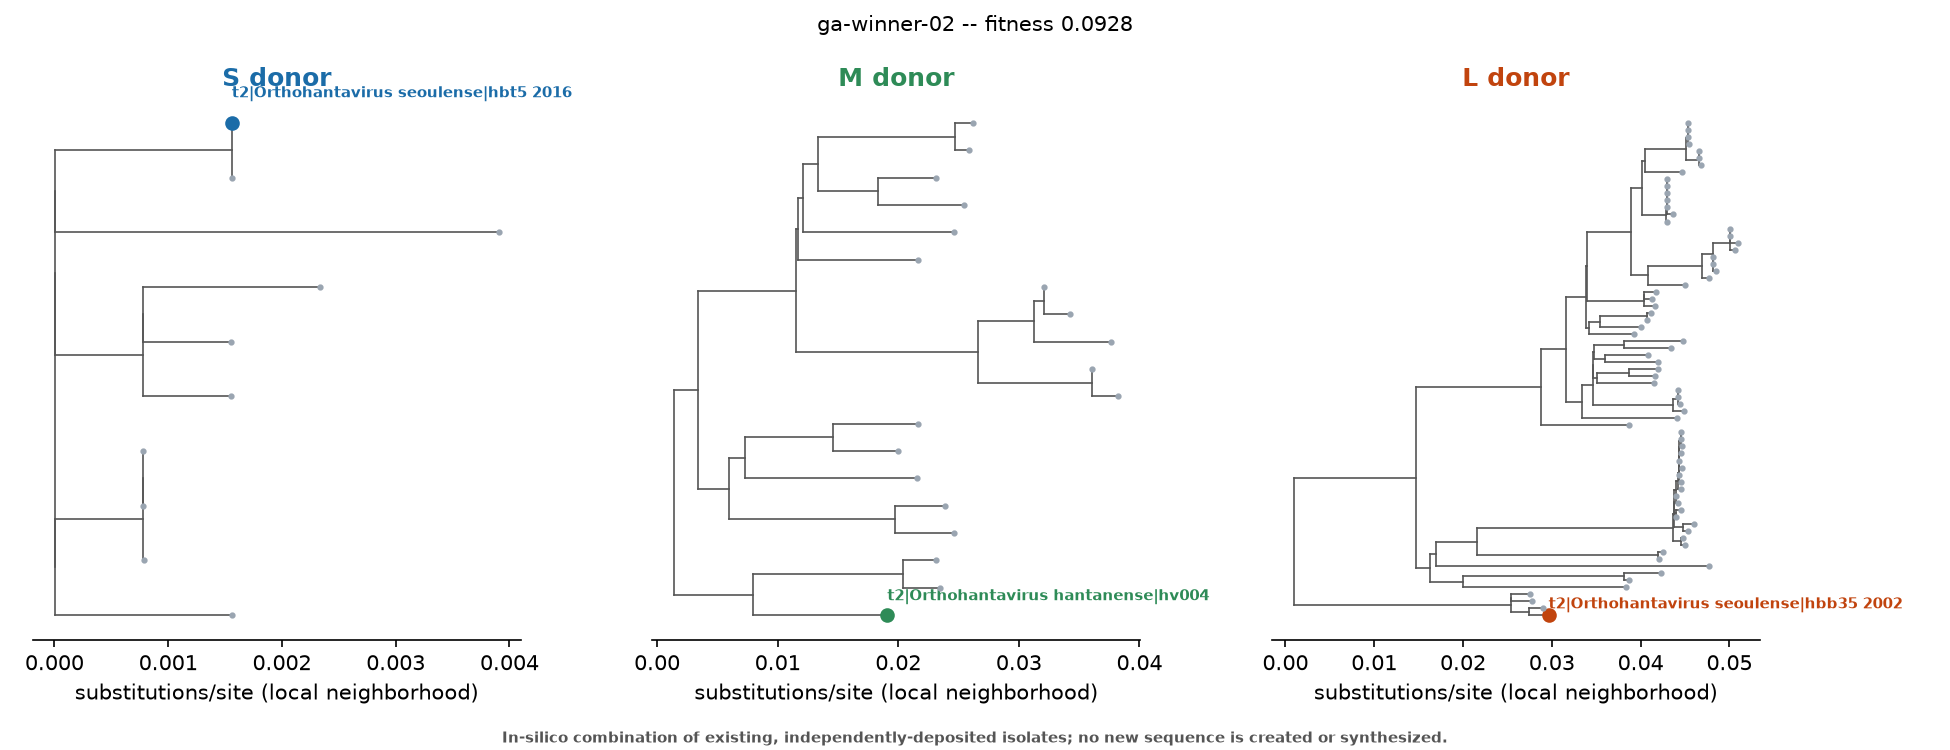 ga-winner-02 -- fitness 0.0928
S donor
t2|Orthohantavirus seoulense|hbt5 2016
M donor
L donor
t2|Orthohantavirus hantanense|hv004
t2|Orthohantavirus seoulense|hbb35 2002
0.000 0.001 0.002 0.003 0.004
substitutions/site (local neighborhood)
0.00 0.01 0.02 0.03 0.04
substitutions/site (local neighborhood)
0.00 0.01 0.02 0.03 0.04 0.05
substitutions/site (local neighborhood)
In-silico combination of existing, independently-deposited isolates; no new sequence is created or synthesized.